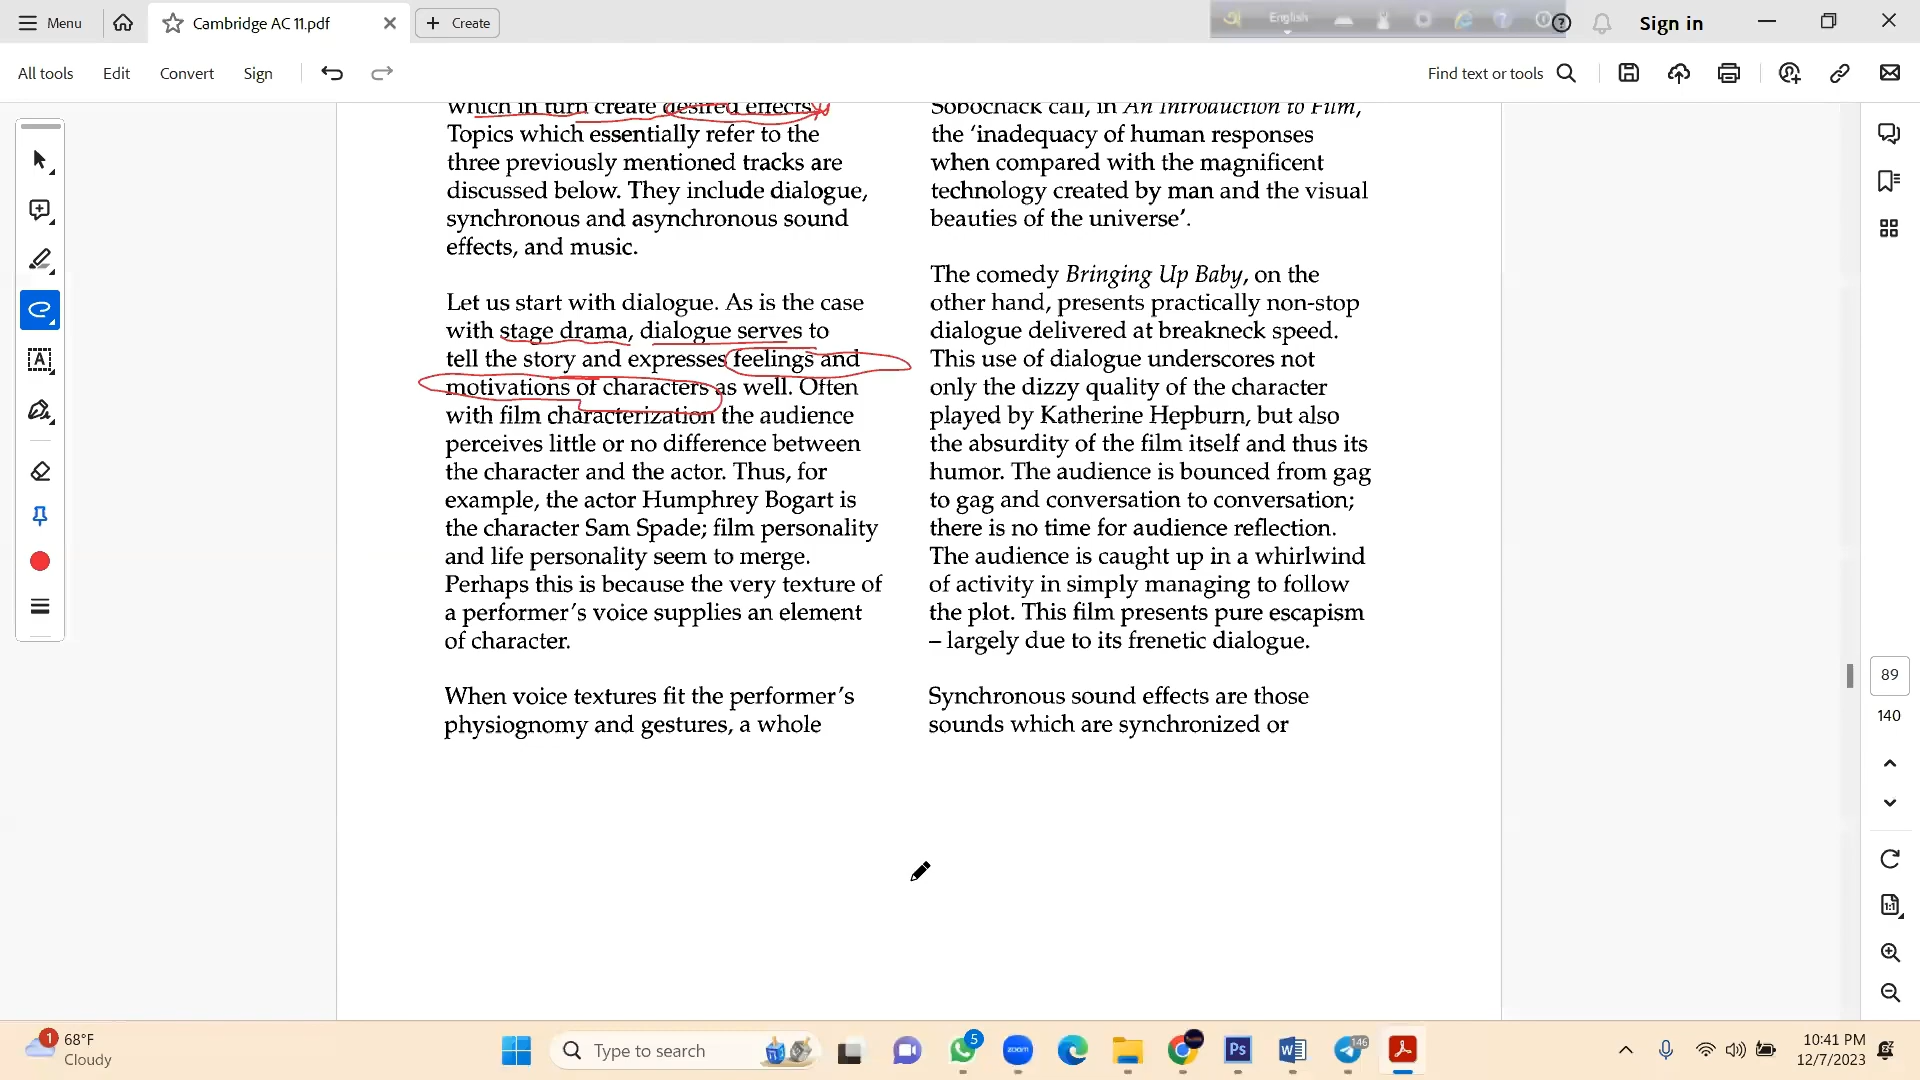 Menu
Cambridge AC 11.pdf
Create
English
Sign in
All tools
Edit
Convert
Sign
Find text or tools
which in turn create desired effects.
Topics which essentially refer to the
three previously mentioned tracks are
discussed below. They include dialogue,
synchronous and asynchronous sound
effects, and music.
Let us start with dialogue. As is the case
with stage drama, dialogue serves to
tell the story and expresses feelings and
motivations of characters as well. Often
with film characterization the audience
perceives little or no difference between
the character and the actor. Thus, for
example, the actor Humphrey Bogart is
the character Sam Spade; film personality
and life personality seem to merge.
Perhaps this is because the very texture of
a performer's voice supplies an element
of character.
When voice textures fit the performer's
physiognomy and gestures, a whole
Sobochack call, in An Introduction to Film,
the 'inadequacy of human responses
when compared with the magnificent
technology created by man and the visual
beauties of the universe'.
The comedy Bringing Up Baby, on the
other hand, presents practically non-stop
dialogue delivered at breakneck speed.
This use of dialogue underscores not
only the dizzy quality of the character
played by Katherine Hepburn, but also
the absurdity of the film itself and thus its
humor. The audience is bounced from gag
to gag and conversation to conversation;
there is no time for audience reflection.
The audience is caught up in a whirlwind
of activity in simply managing to follow
the plot. This film presents pure escapism
– largely due to its frenetic dialogue.
Synchronous sound effects are those
sounds which are synchronized or
89
140
1
68°F
Cloudy
Type to search
5
zoom
Ps
W
146
10:41 PM
12/7/2023